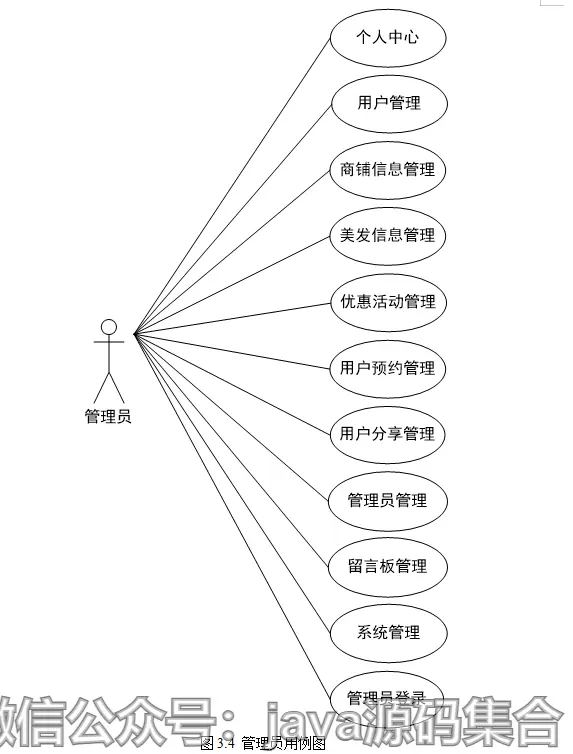 个人中心
用户管理
商铺信息管理
美发信息管理
优惠活动管理
用户预约管理
用户分享管理
管理员
管理员管理
留言板管理
系统管理
管理员登录
微信公众号：java源码集合
图 3.4 管理员用例图